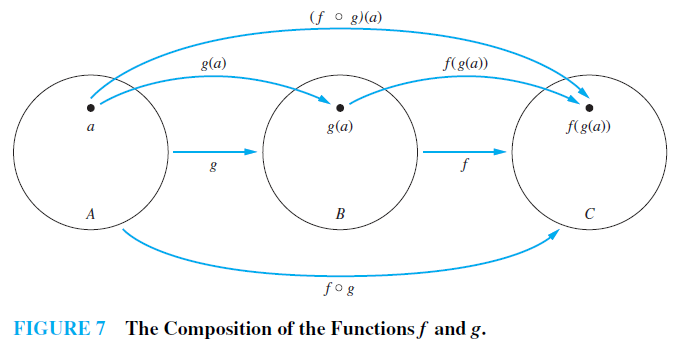 (f ∘ g)(a)
g(a) f(g(a))
a g(a) f(g(a))
g f
A B C
f ∘ g
FIGURE 7 The Composition of the Functions f and g.